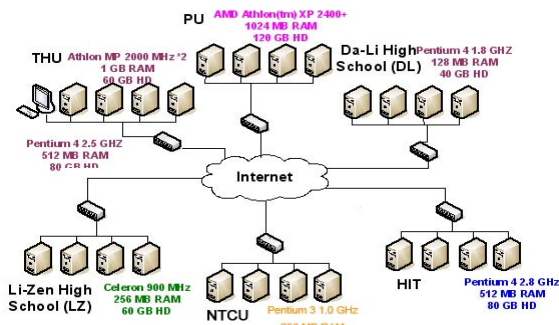 PU
AMD Athlon(tm) XP 2400+
1024 MB RAM
120 GB HD
THU
Athlon MP 2000 MHz *2
1 GB RAM
60 GB HD
Da-Li High
School (DL)
Pentium 4 1.8 GHZ
128 MB RAM
40 GB HD
Pentium 4 2.5 GHZ
512 MB RAM
80 GB HD
Internet
Li-Zen High
School (LZ)
Celeron 900 MHz
256 MB RAM
60 GB HD
NTCU
Pentium 3 1.0 GHz
HIT
Pentium 4 2.8 GHZ
512 MB RAM
80 GB HD